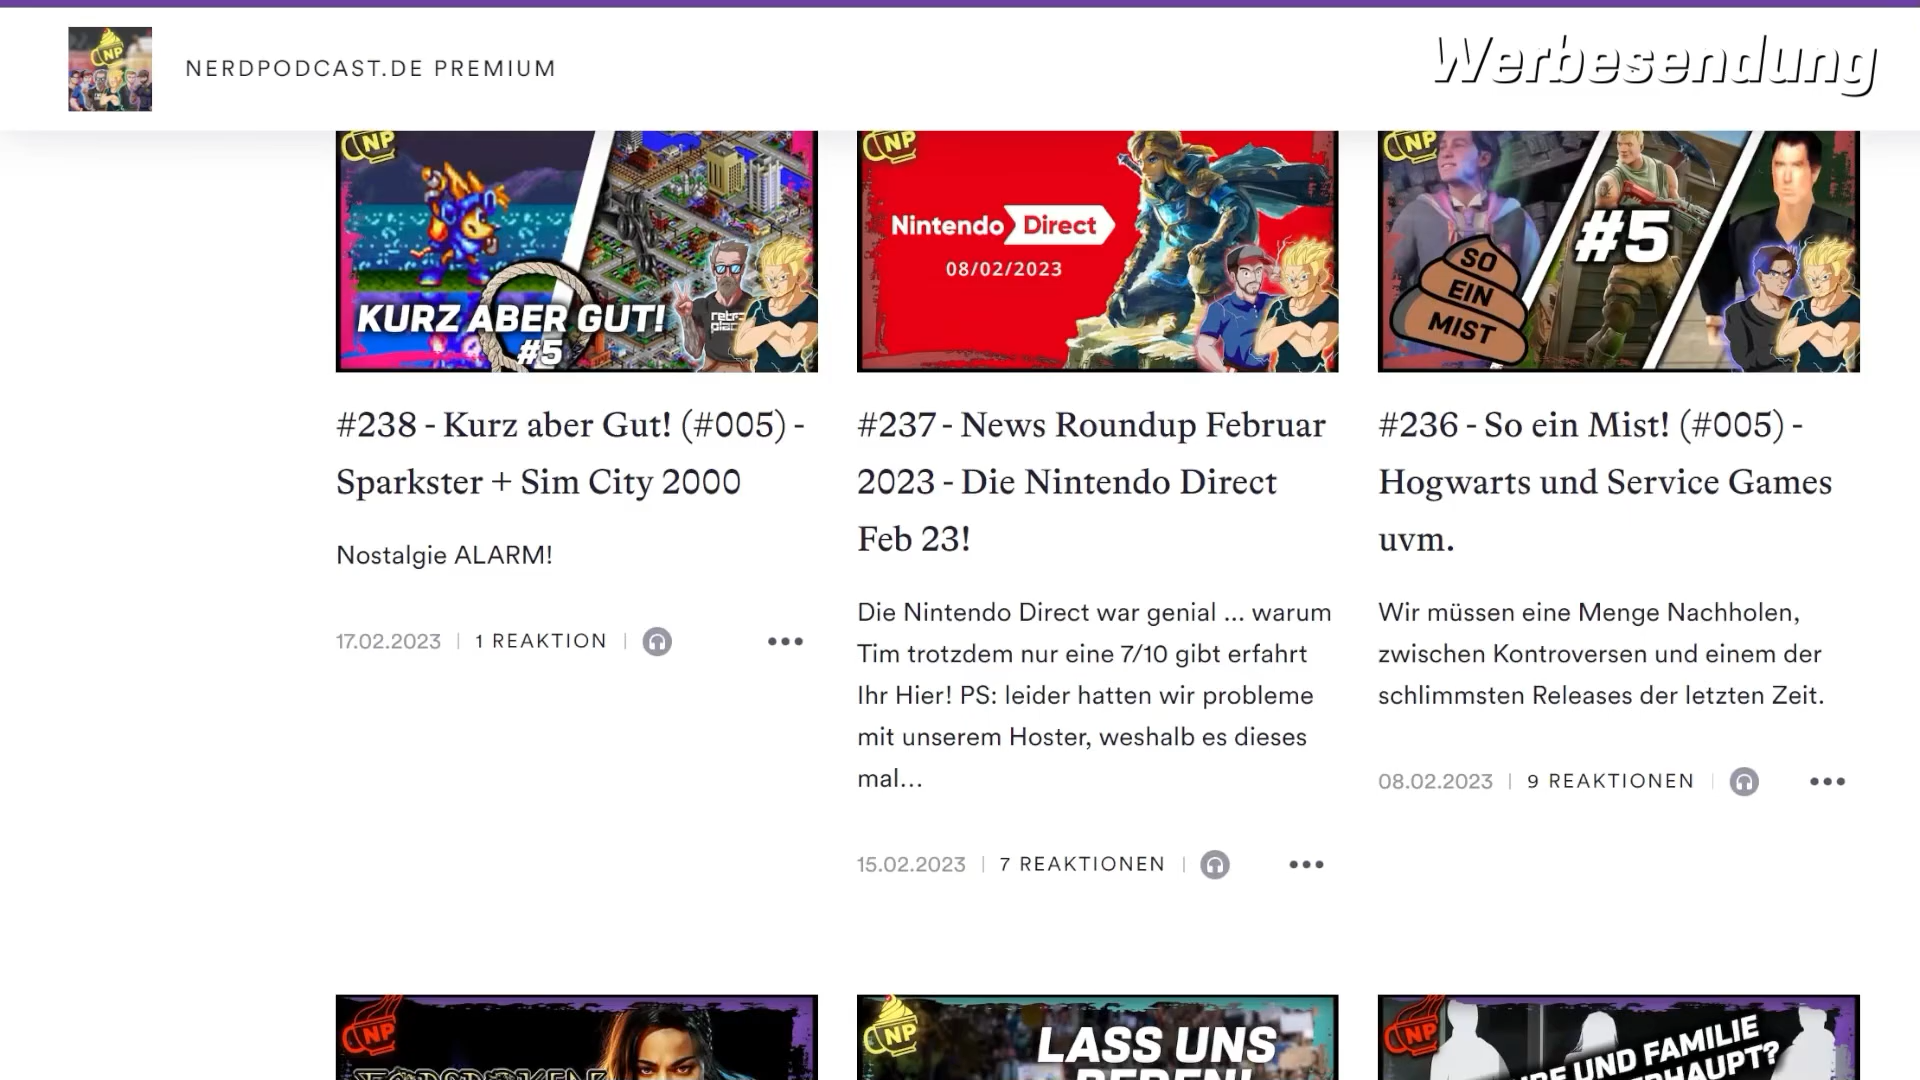 NERDPODCAST.DE PREMIUM
Werbesendung
NP
NP
NP
NP
KURZ ABER GUT!
#5
retro
Nintendo Direct
08/02/2023
#5
SO
EIN
MIST
#238 - Kurz aber Gut! (#005) -
Sparkster + Sim City 2000
Nostalgie ALARM!
17.02.2023 | 1 REAKTION |
#237 - News Roundup Februar
2023 - Die Nintendo Direct
Feb 23!
Die Nintendo Direct war genial ... warum
Tim trotzdem nur eine 7/10 gibt erfahrt
Ihr Hier! PS: leider hatten wir probleme
mit unserem Hoster, weshalb es dieses
mal...
15.02.2023 | 7 REAKTIONEN |
#236 - So ein Mist! (#005) -
Hogwarts und Service Games
uvm.
Wir müssen eine Menge Nachholen,
zwischen Kontroversen und einem der
schlimmsten Releases der letzten Zeit.
08.02.2023 | 9 REAKTIONEN |
NP
FORSPOKEN
NP
LASS UNS
REDEN!
NP
UND FAMILIE